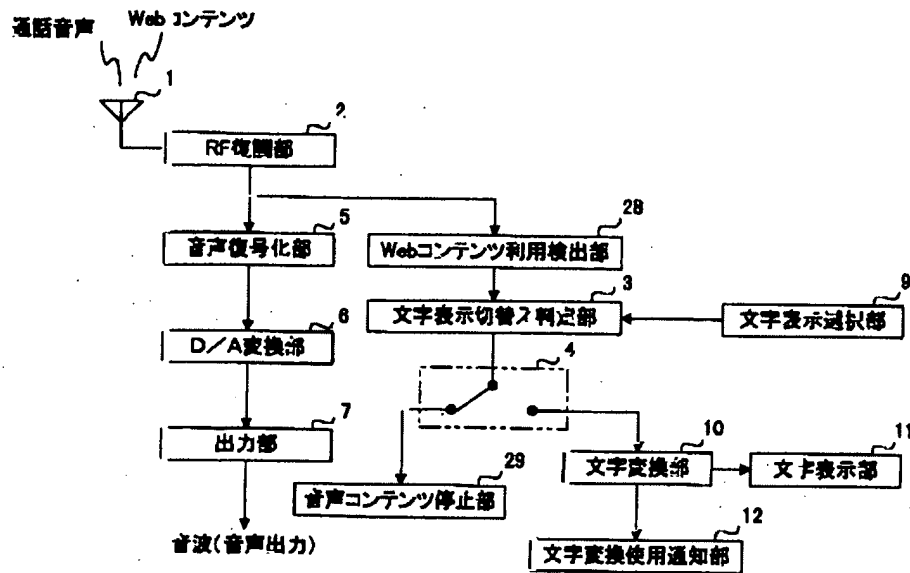 通話音声
Webコンテンツ
1
2
RF復調部
5
28
音声復号化部
Webコンテンツ利用検出部
3
9
文字表示切替え判定部
文字表示選択部
6
D/A変換部
4
7
10
11
出力部
文字変換部
文字表示部
29
音声コンテンツ停止部
12
音波(音声出力)
文字変換使用通知部